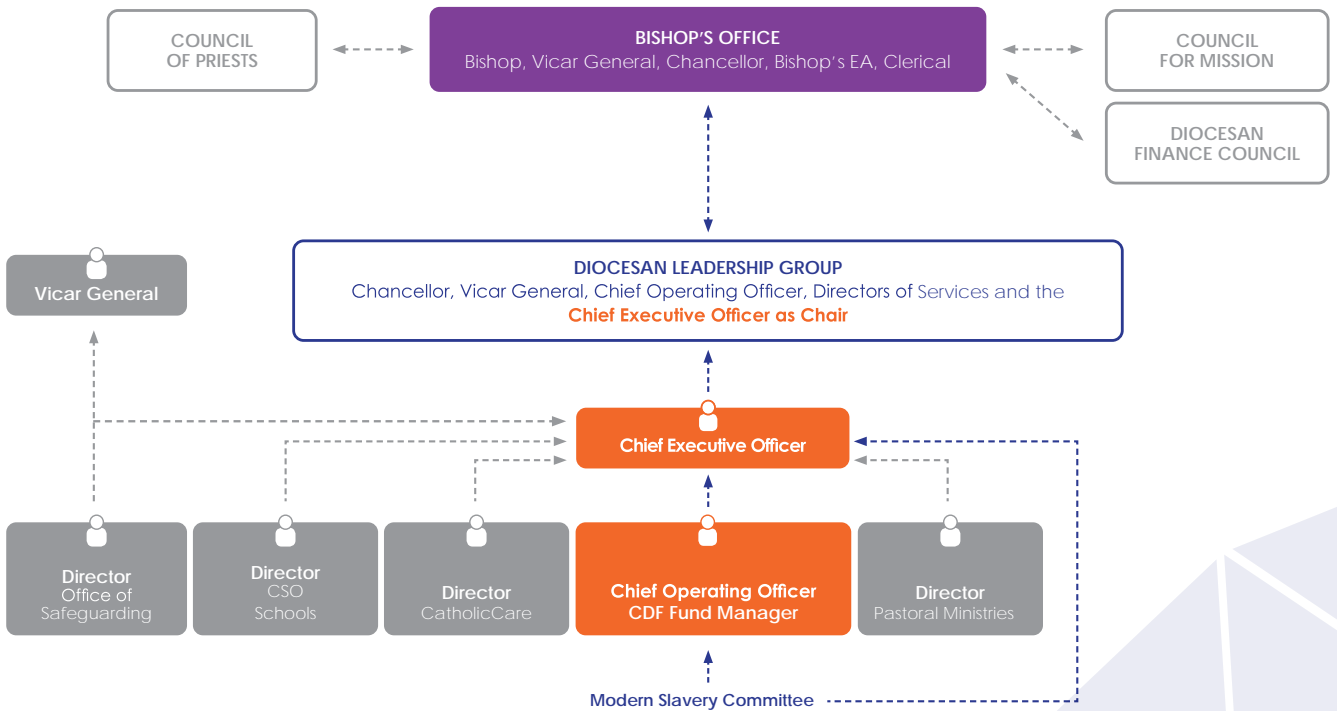 COUNCIL
OF PRIESTS
BISHOP'S OFFICE
Bishop, Vicar General, Chancellor, Bishop's EA, Clerical
COUNCIL
FOR MISSION
DIOCESAN
FINANCE COUNCIL
Vicar General
DIOCESAN LEADERSHIP GROUP
Chancellor, Vicar General, Chief Operating Officer, Directors of Services and the
Chief Executive Officer as Chair
Chief Executive Officer
Director
Office of
Safeguarding
Director
CSO
Schools
Director
CatholicCare
Chief Operating Officer
CDF Fund Manager
Director
Pastoral Ministries
Modern Slavery Committee